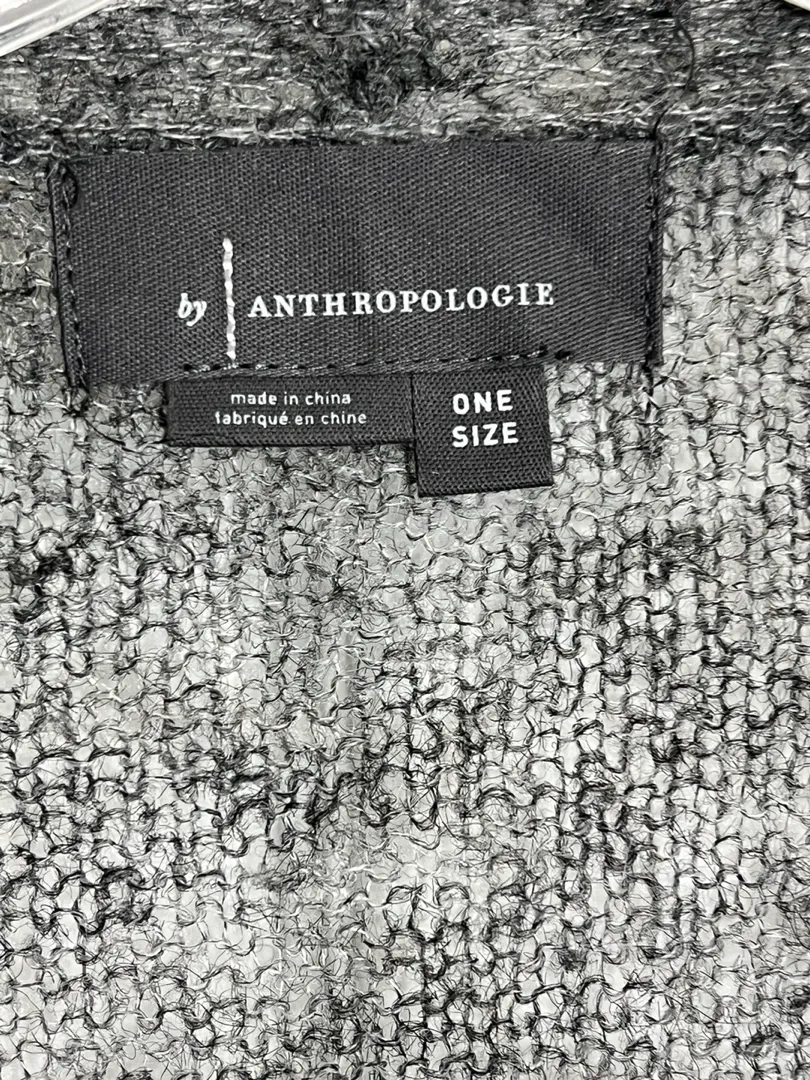 by ANTHROPOLOGIE
made in china
fabriqué en chine
ONE
SIZE